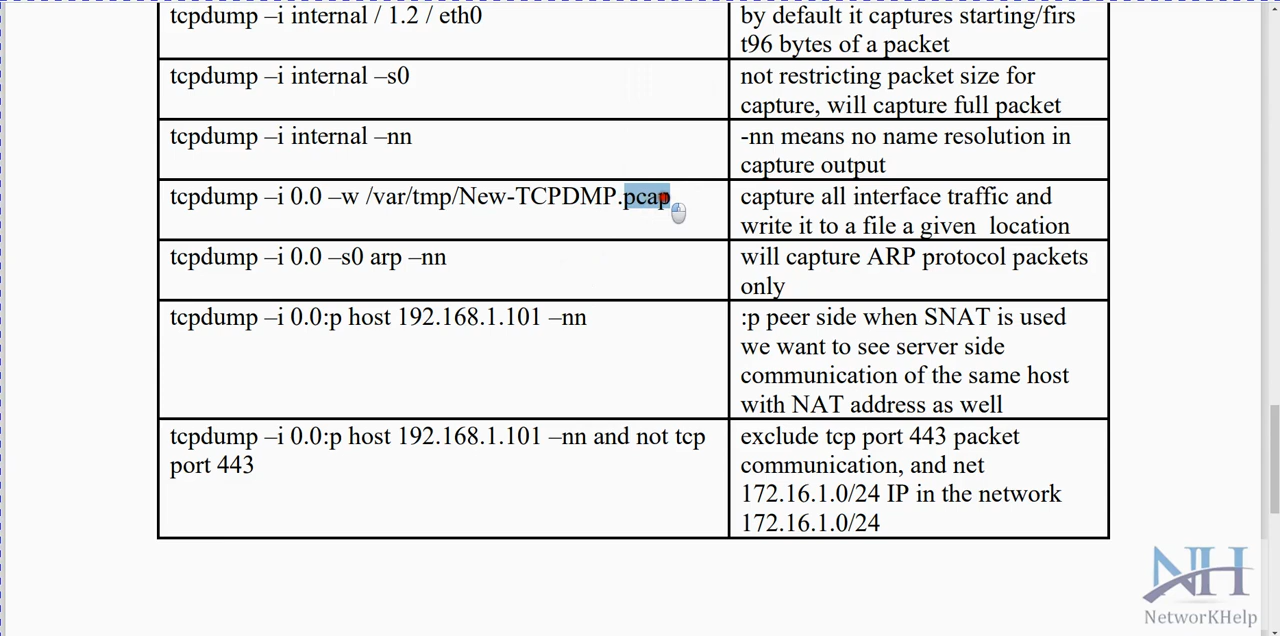 tcpdump –i internal / 1.2 / eth0
by default it captures starting/firs
t96 bytes of a packet
tcpdump –i internal –s0
not restricting packet size for
capture, will capture full packet
tcpdump –i internal –nn
-nn means no name resolution in
capture output
tcpdump –i 0.0 –w /var/tmp/New-TCPDMP.pcap
capture all interface traffic and
write it to a file a given  location
tcpdump –i 0.0 –s0 arp –nn
will capture ARP protocol packets
only
tcpdump –i 0.0:p host 192.168.1.101 –nn
:p peer side when SNAT is used
we want to see server side
communication of the same host
with NAT address as well
tcpdump –i 0.0:p host 192.168.1.101 –nn and not tcp
port 443
exclude tcp port 443 packet
communication, and net
172.16.1.0/24 IP in the network
172.16.1.0/24
NH
NetworKHelp